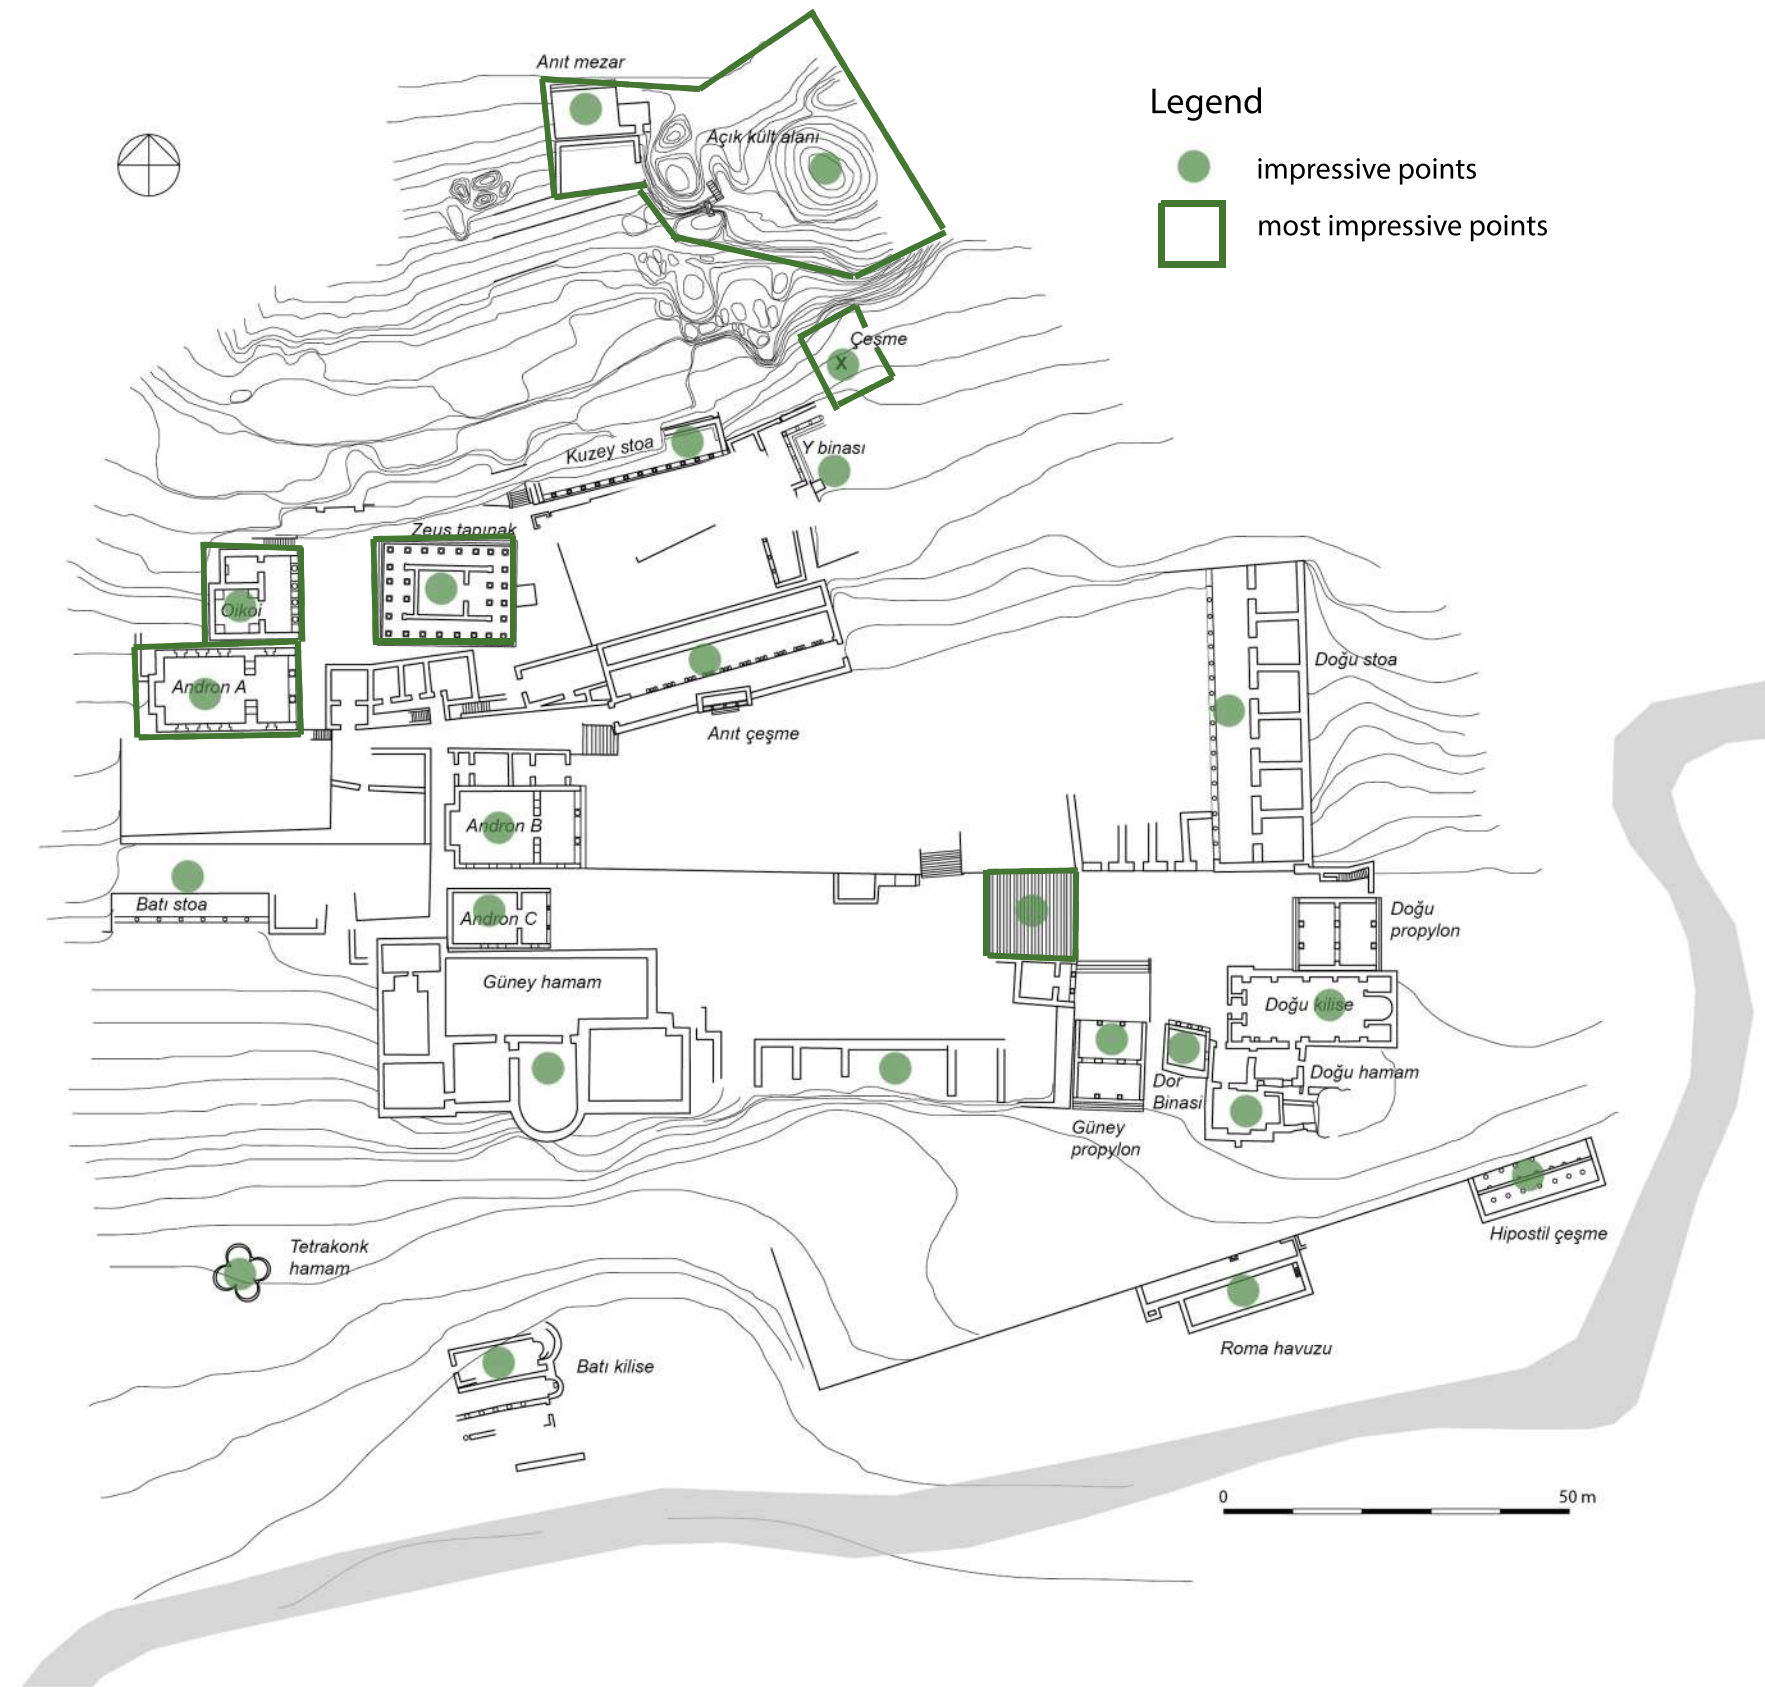 Anıt mezar
Legend
Açık kült alanı
impressive points
most impressive points
Çeşme
X
Kuzey stoa
Y binası
Zeus tapınak
Oikoi
Doğu stoa
Andron A
Anıt çeşme
Andron B
Batı stoa
Andron C
Doğu
propylon
Güney hamam
Doğu kilise
Doğu hamam
Dor
Binasi
Güney
propylon
Hipostil çeşme
Tetrakonk
hamam
Roma havuzu
Batı kilise
0
50 m